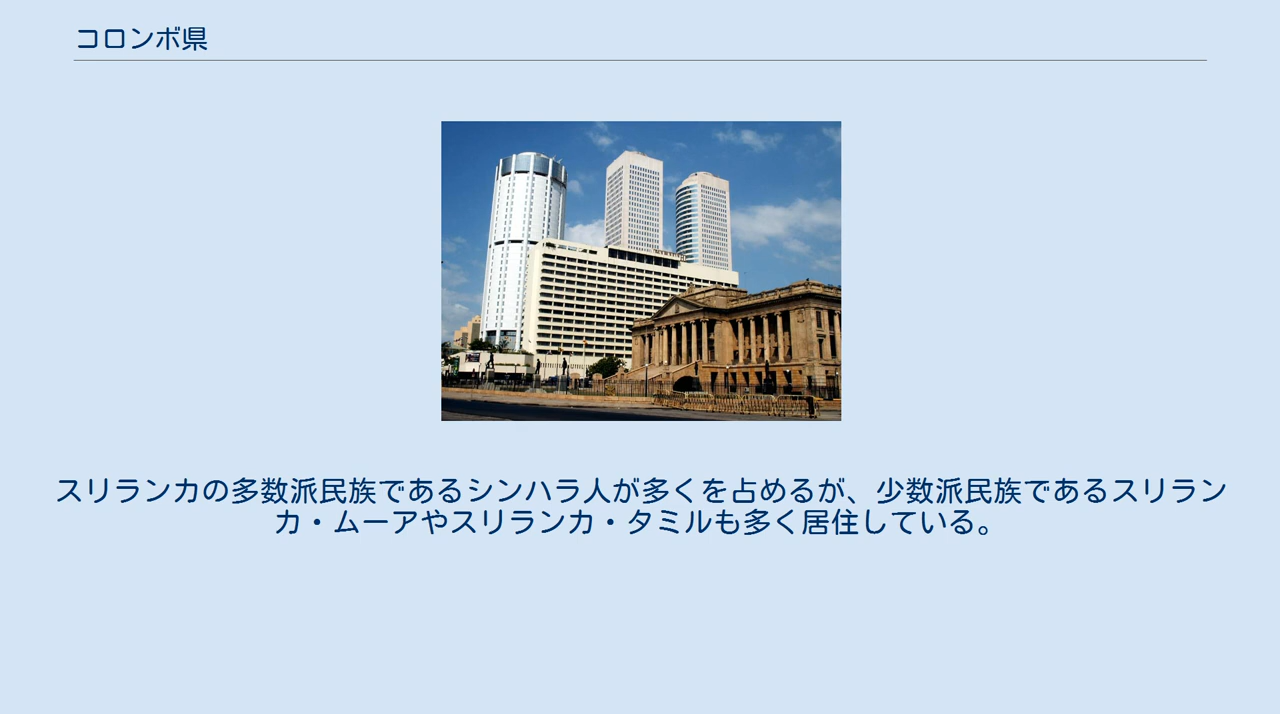 コロンボ県
スリランカの多数派民族であるシンハラ人が多くを占めるが、少数派民族であるスリラン
カ・ムーアやスリランカ・タミルも多く居住している。